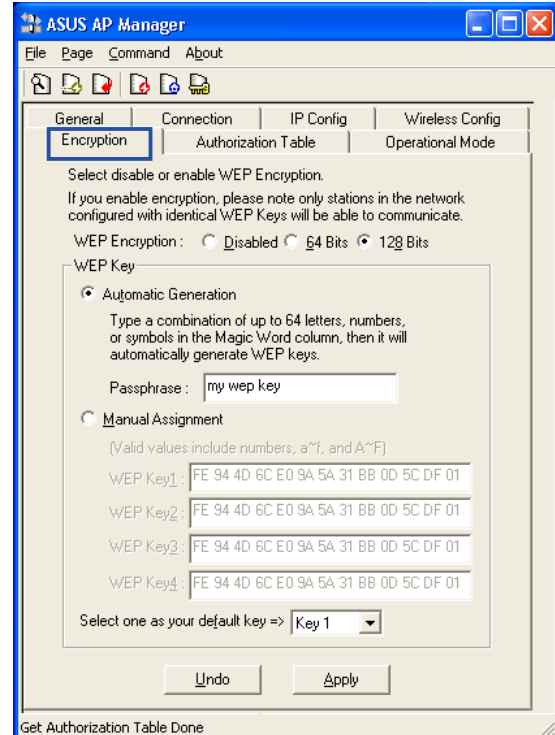 ASUS AP Manager
File Page Command About
General Connection IP Config Wireless Config
Encryption Authorization Table Operational Mode
Select disable or enable WEP Encryption.
If you enable encryption, please note only stations in the network
configured with identical WEP Keys will be able to communicate.
WEP Encryption : Disabled 64 Bits 128 Bits
WEP Key
Automatic Generation
Type a combination of up to 64 letters, numbers,
or symbols in the Magic Word column, then it will
automatically generate WEP keys.
Passphrase : my wep key
Manual Assignment
(Valid values include numbers, a~f, and A~F)
WEP Key1 : FE 94 4D 6C E0 9A 5A 31 BB 0D 5C DF 01
WEP Key2 : FE 94 4D 6C E0 9A 5A 31 BB 0D 5C DF 01
WEP Key3 : FE 94 4D 6C E0 9A 5A 31 BB 0D 5C DF 01
WEP Key4 : FE 94 4D 6C E0 9A 5A 31 BB 0D 5C DF 01
Select one as your default key => Key 1
Undo Apply
Get Authorization Table Done